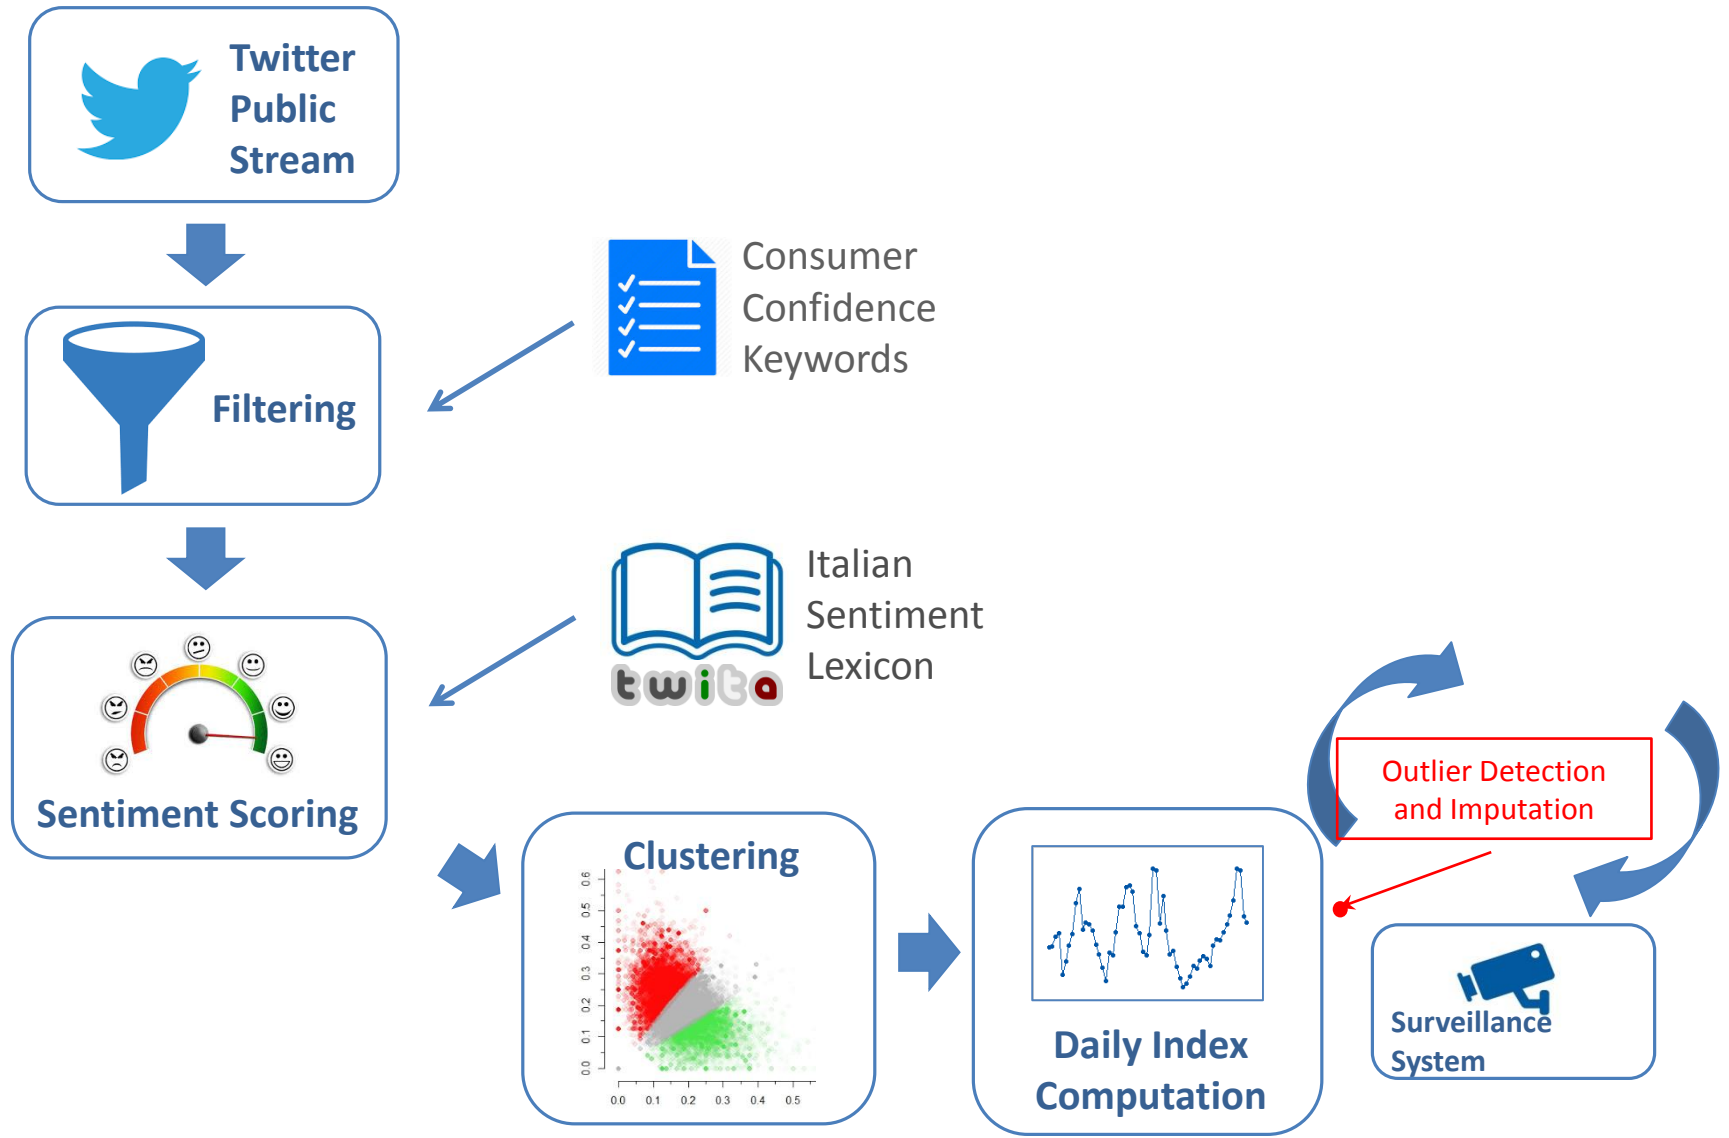 Twitter
Public
Stream
Consumer
Confidence
Keywords
Filtering
Italian
Sentiment
Lexicon
twita
Sentiment Scoring
Outlier Detection
and Imputation
Clustering
0.6
0.5
0.4
0.3
0.2
0.1
0.0
0.0 0.1 0.2 0.3 0.4 0.5
Daily Index
Computation
Surveillance
System